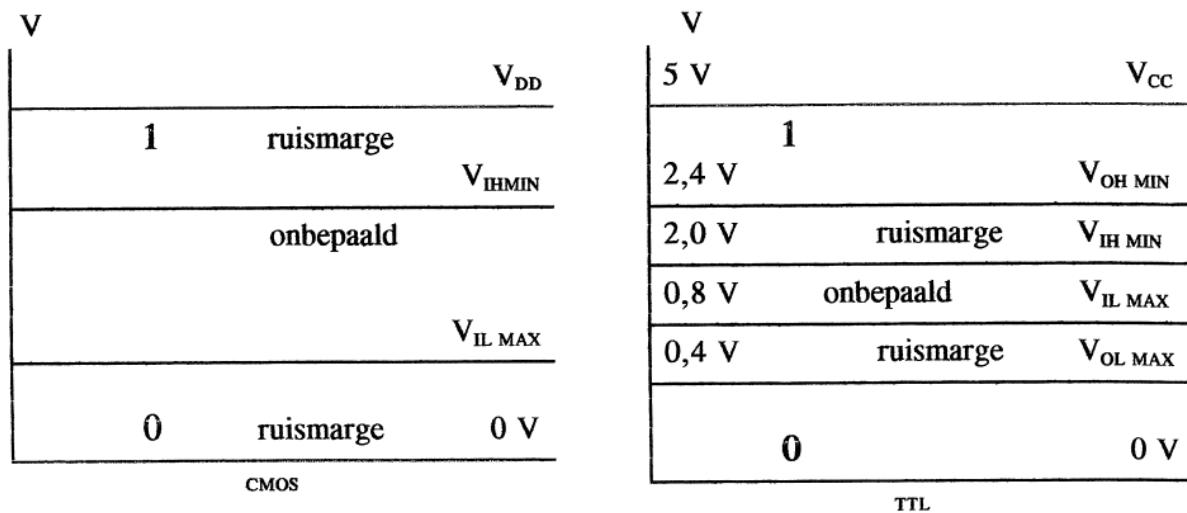 V
V_DD
1 ruismarge
V_IHMIN
onbepaald
V_IL MAX
0 ruismarge 0 V
CMOS
V
5 V V_CC
1
2,4 V V_OH MIN
2,0 V ruismarge V_IH MIN
0,8 V onbepaald V_IL MAX
0,4 V ruismarge V_OL MAX
0 0 V
TTL